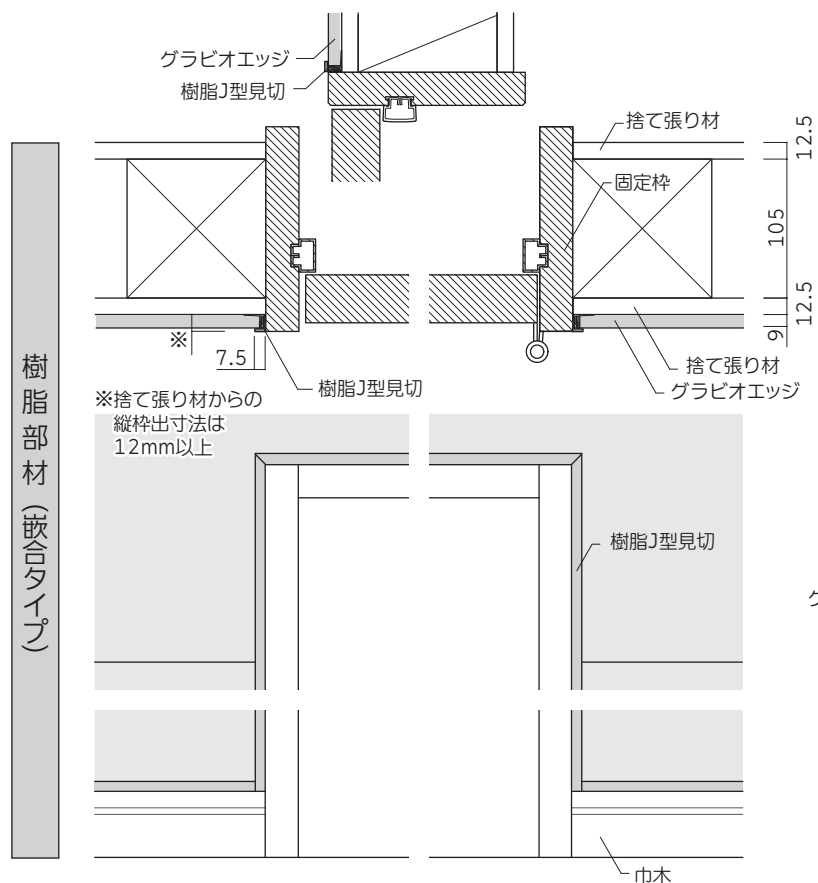 グラビオエッジ
樹脂J型見切
捨て張り材
12.5
固定枠
105
12.5
9
※
7.5
樹脂J型見切
捨て張り材
グラビオエッジ
※捨て張り材からの
縦枠出寸法は
12mm以上
樹脂部材（嵌合タイプ）
樹脂J型見切
グ
巾木